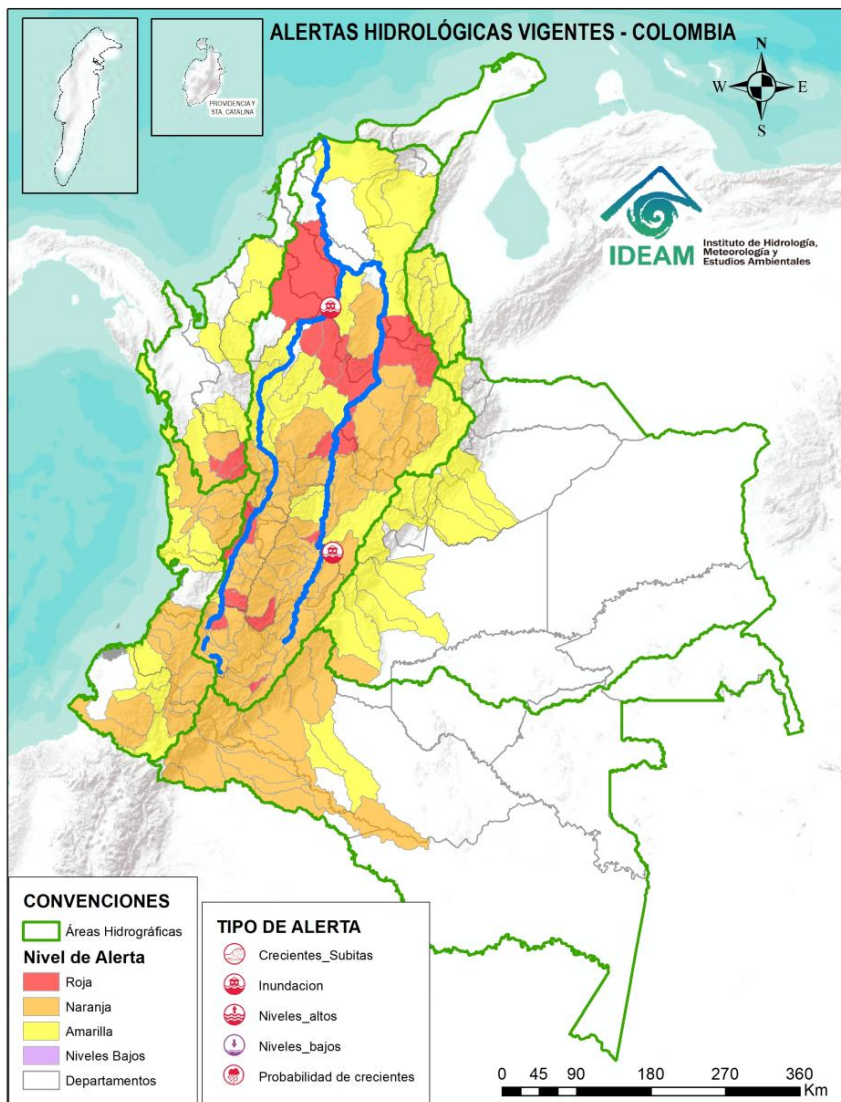 ALERTAS HIDROLÓGICAS VIGENTES - COLOMBIA
PROVIDENCIA Y
STA. CATALINA
N
W
E
S
IDEAM
Instituto de Hidrología,
Meteorología y
Estudios Ambientales
CONVENCIONES
Áreas Hidrográficas
Nivel de Alerta
Roja
Naranja
Amarilla
Niveles Bajos
Departamentos
TIPO DE ALERTA
Crecientes_Subitas
Inundacion
Niveles_altos
Niveles_bajos
Probabilidad de crecientes
0 45 90 180 270 360
Km